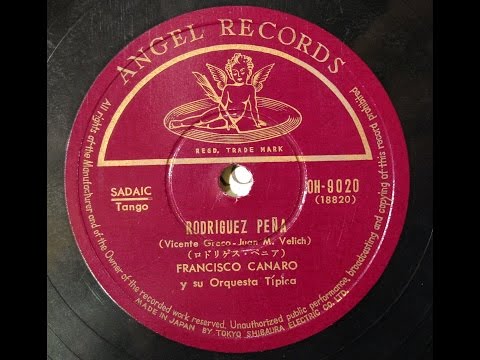 ANGEL RECORDS
REGD. TRADE MARK
SADAIC
Tango
OH-9020
(18820)
RODRIGUEZ PEÑA
(Vicente Greco-Juan M. Velich)
(ロドリゲス・ペニア)
FRANCISCO CANARO
y su Orquesta Típica
All rights of the Manufacturer and of the Owner of the recorded work reserved. Unauthorized public performance broadcasting and copying of this record prohibited
MADE IN JAPAN BY TOKYO SHIBAURA ELECTRIC CO. LTD.